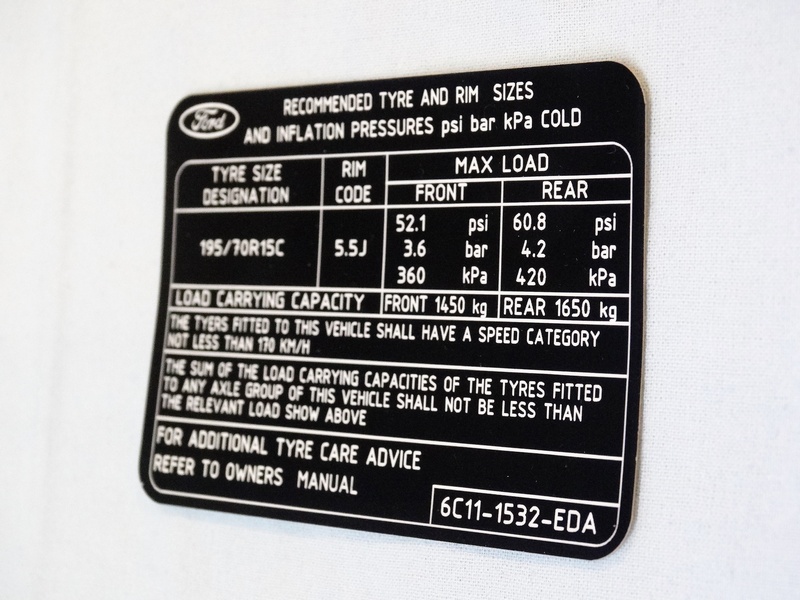 Ford
RECOMMENDED TYRE AND RIM SIZES
AND INFLATION PRESSURES psi bar kPa COLD
TYRE SIZE DESIGNATION
RIM CODE
MAX LOAD
FRONT
REAR
195/70R15C
5.5J
52.1 psi
3.6 bar
360 kPa
60.8 psi
4.2 bar
420 kPa
LOAD CARRYING CAPACITY FRONT 1450 kg REAR 1650 kg
THE TYERS FITTED TO THIS VEHICLE SHALL HAVE A SPEED CATEGORY
NOT LESS THAN 170 KM/H
THE SUM OF THE LOAD CARRYING CAPACITIES OF THE TYRES FITTED
TO ANY AXLE GROUP OF THIS VEHICLE SHALL NOT BE LESS THAN
THE RELEVANT LOAD SHOW ABOVE
FOR ADDITIONAL TYRE CARE ADVICE
REFER TO OWNERS MANUAL
6C11-1532-EDA